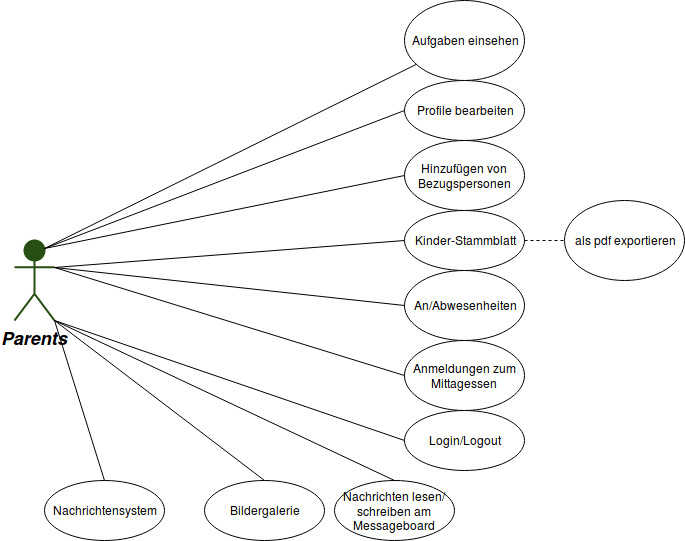 Aufgaben einsehen
Profile bearbeiten
Hinzufügen von
Bezugspersonen
Kinder-Stammblatt
als pdf exportieren
An/Abwesenheiten
Parents
Anmeldungen zum
Mittagessen
Login/Logout
Nachrichtensystem
Bildergalerie
Nachrichten lesen/
schreiben am
Messageboard